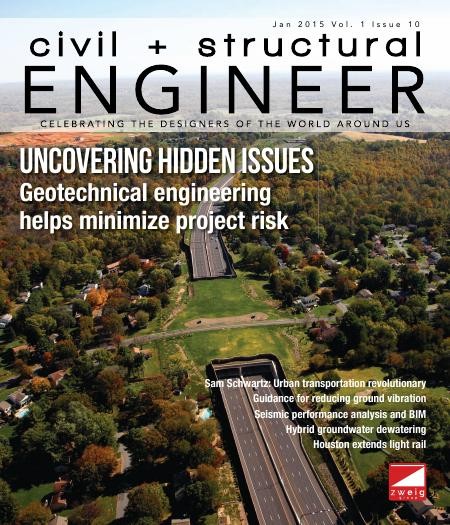 Jan 2015 Vol. 1 Issue 10
civil + structural
ENGINEER
CELEBRATING THE DESIGNERS OF THE WORLD AROUND US
UNCOVERING HIDDEN ISSUES
Geotechnical engineering
helps minimize project risk
Sam Schwartz: Urban transportation revolutionary
Guidance for reducing ground vibration
Seismic performance analysis and BIM
Hybrid groundwater dewatering
Houston extends light rail
zweig
group